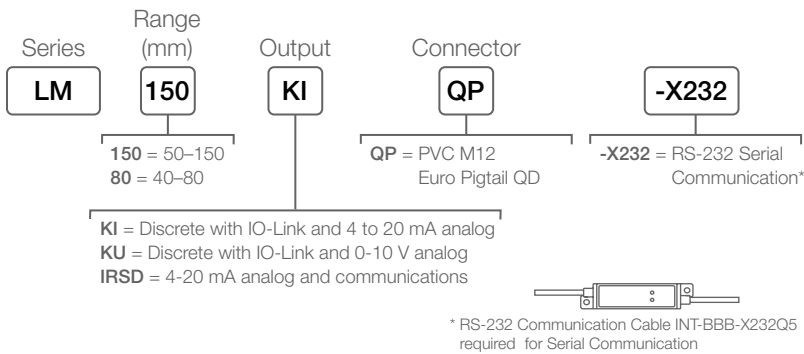 Range
Series (mm) Output Connector
LM 150 KI QP -X232
150 = 50–150
80 = 40–80
QP = PVC M12
Euro Pigtail QD
-X232 = RS-232 Serial
Communication*
KI = Discrete with IO-Link and 4 to 20 mA analog
KU = Discrete with IO-Link and 0-10 V analog
IRSD = 4-20 mA analog and communications
* RS-232 Communication Cable INT-BBB-X232Q5
required for Serial Communication